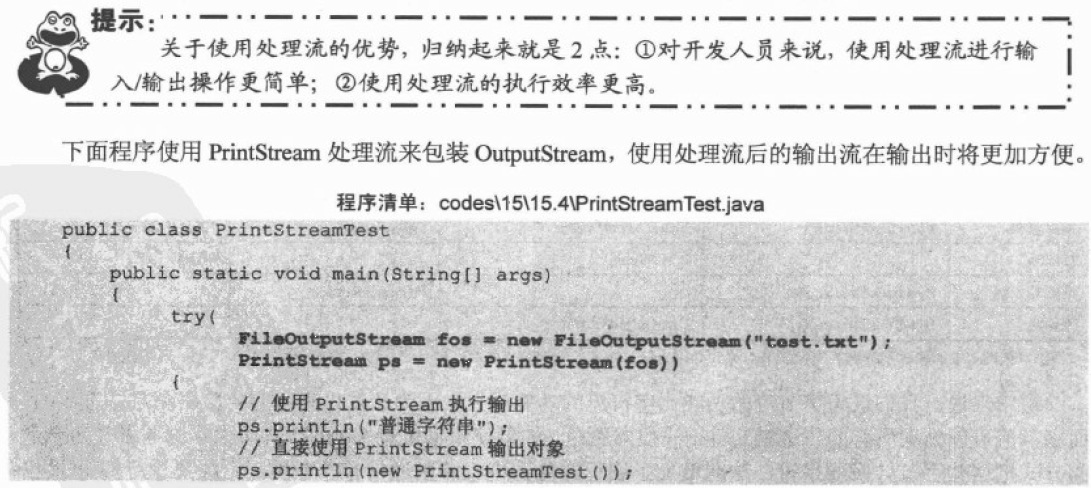 提示:
关于使用处理流的优势，归纳起来就是 2 点：①对开发人员来说，使用处理流进行输
入/输出操作更简单；②使用处理流的执行效率更高。
下面程序使用 PrintStream 处理流来包装 OutputStream，使用处理流后的输出流在输出时将更加方便。
程序清单：codes\15\15.4\PrintStreamTest.java
public class PrintStreamTest
{
public static void main(String[] args)
{
try(
FileOutputStream fos = new FileOutputStream("test.txt");
PrintStream ps = new PrintStream(fos))
{
// 使用 PrintStream 执行输出
ps.println("普通字符串");
// 直接使用 PrintStream 输出对象
ps.println(new PrintStreamTest());